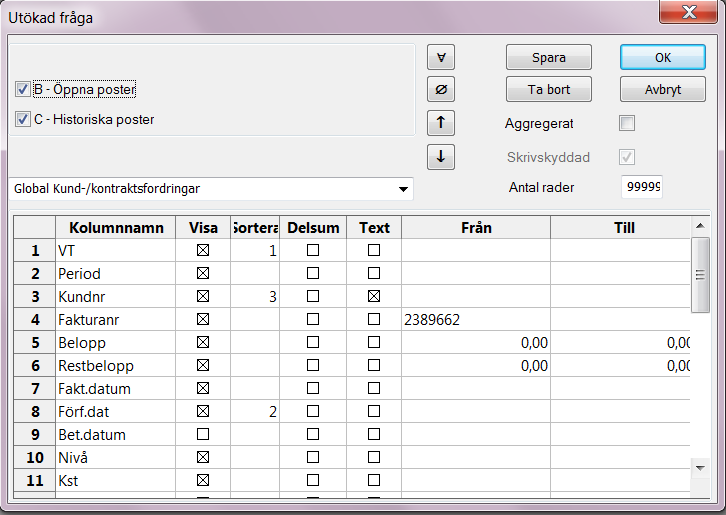 Utökad fråga
B - Öppna poster
C - Historiska poster
∀
Ø
↑
↓
Spara
OK
Ta bort
Avbryt
Aggregerat
Skrivskyddad
Antal rader 99999
Global Kund-/kontraktsfordringar
Kolumnnamn Visa Sortera Delsum Text Från Till
1 VT 1
2 Period
3 Kundnr 3
4 Fakturanr 2389662
5 Belopp 0,00 0,00
6 Restbelopp 0,00 0,00
7 Fakt.datum
8 Förf.dat 2
9 Bet.datum
10 Nivå
11 Kst